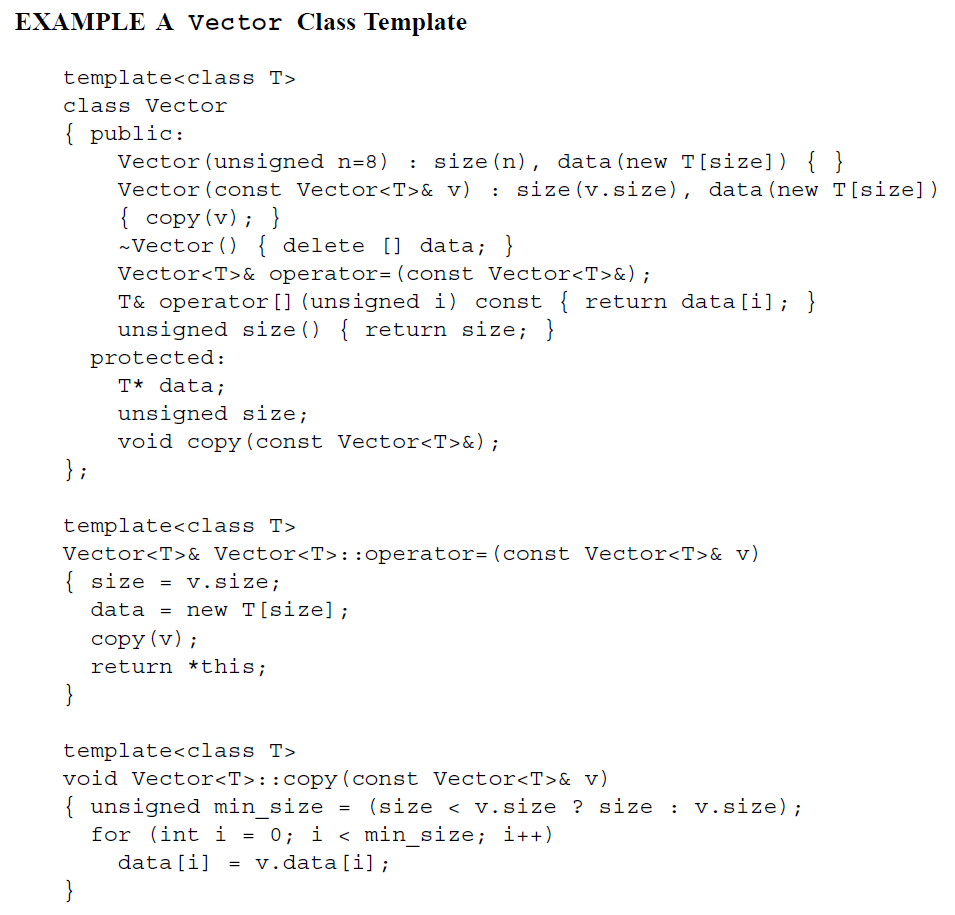 EXAMPLE A Vector Class Template
template<class T>
class Vector
{ public:
Vector(unsigned n=8) : size(n), data(new T[size]) { }
Vector(const Vector<T>& v) : size(v.size), data(new T[size])
{ copy(v); }
~Vector() { delete [] data; }
Vector<T>& operator=(const Vector<T>&);
T& operator[](unsigned i) const { return data[i]; }
unsigned size() { return size; }
protected:
T* data;
unsigned size;
void copy(const Vector<T>&);
};
template<class T>
Vector<T>& Vector<T>::operator=(const Vector<T>& v)
{ size = v.size;
data = new T[size];
copy(v);
return *this;
}
template<class T>
void Vector<T>::copy(const Vector<T>& v)
{ unsigned min_size = (size < v.size ? size : v.size);
for (int i = 0; i < min_size; i++)
data[i] = v.data[i];
}